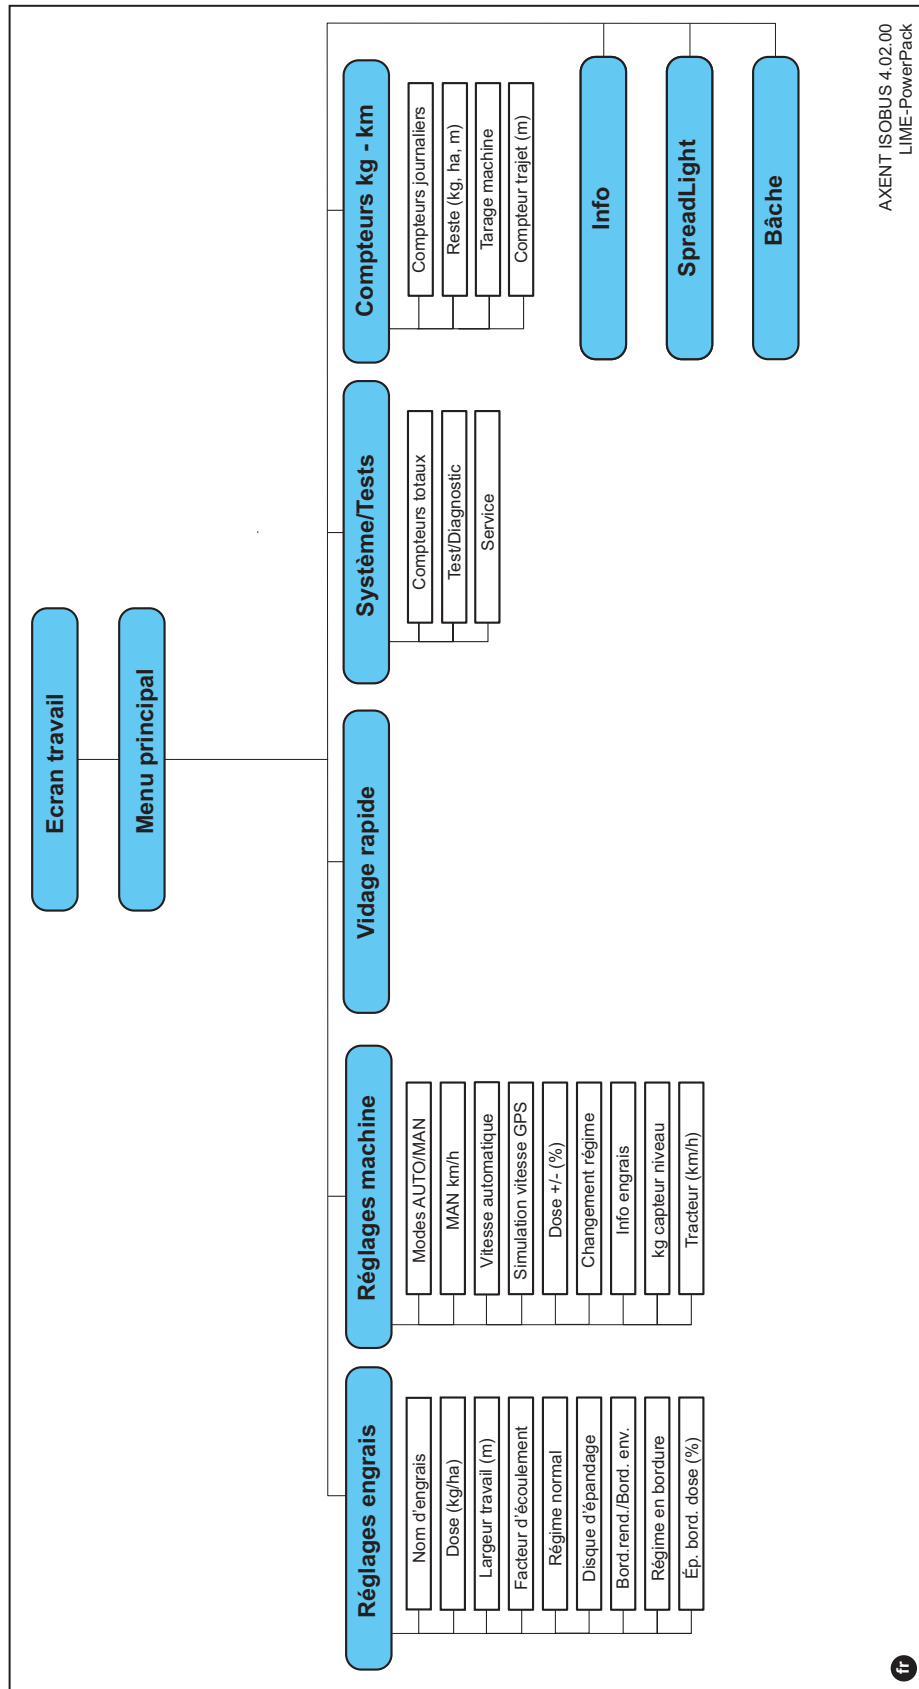 Ecran travail
Menu principal
Réglages engrais
Nom d'engrais
Dose (kg/ha)
Largeur travail (m)
Facteur d'écoulement
Régime normal
Disque d'épandage
Bord.rend./Bord. env.
Régime en bordure
Ép. bord. dose (%)
Réglages machine
Modes AUTO/MAN
MAN km/h
Vitesse automatique
Simulation vitesse GPS
Dose +/- (%)
Changement régime
Info engrais
kg capteur niveau
Tracteur (km/h)
Vidage rapide
Système/Tests
Compteurs totaux
Test/Diagnostic
Service
Compteurs kg - km
Compteurs journaliers
Reste (kg, ha, m)
Tarage machine
Compteur trajet (m)
Info
SpreadLight
Bâche
AXENT ISOBUS 4.02.00
LIME-PowerPack
fr